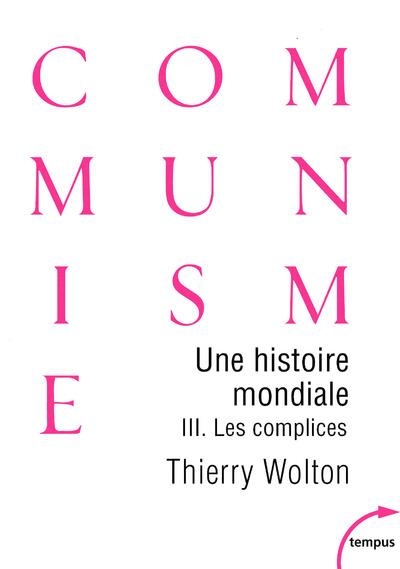 C O M
M U N
I S M
E
Une histoire
mondiale
III. Les complices
Thierry Wolton
tempus